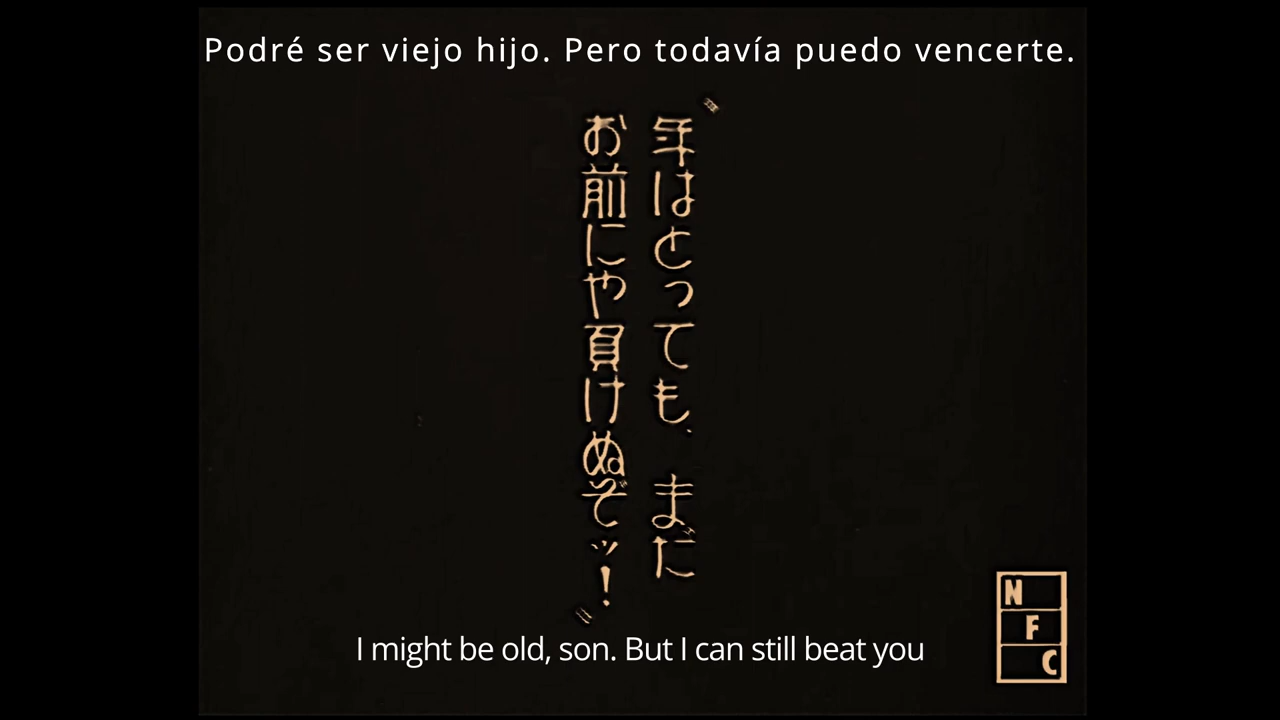 Podré ser viejo hijo. Pero todavía puedo vencerte.
〝年はとっても、まだ
お前にや負けぬぞッ!〟
I might be old, son. But I can still beat you
N
F
C